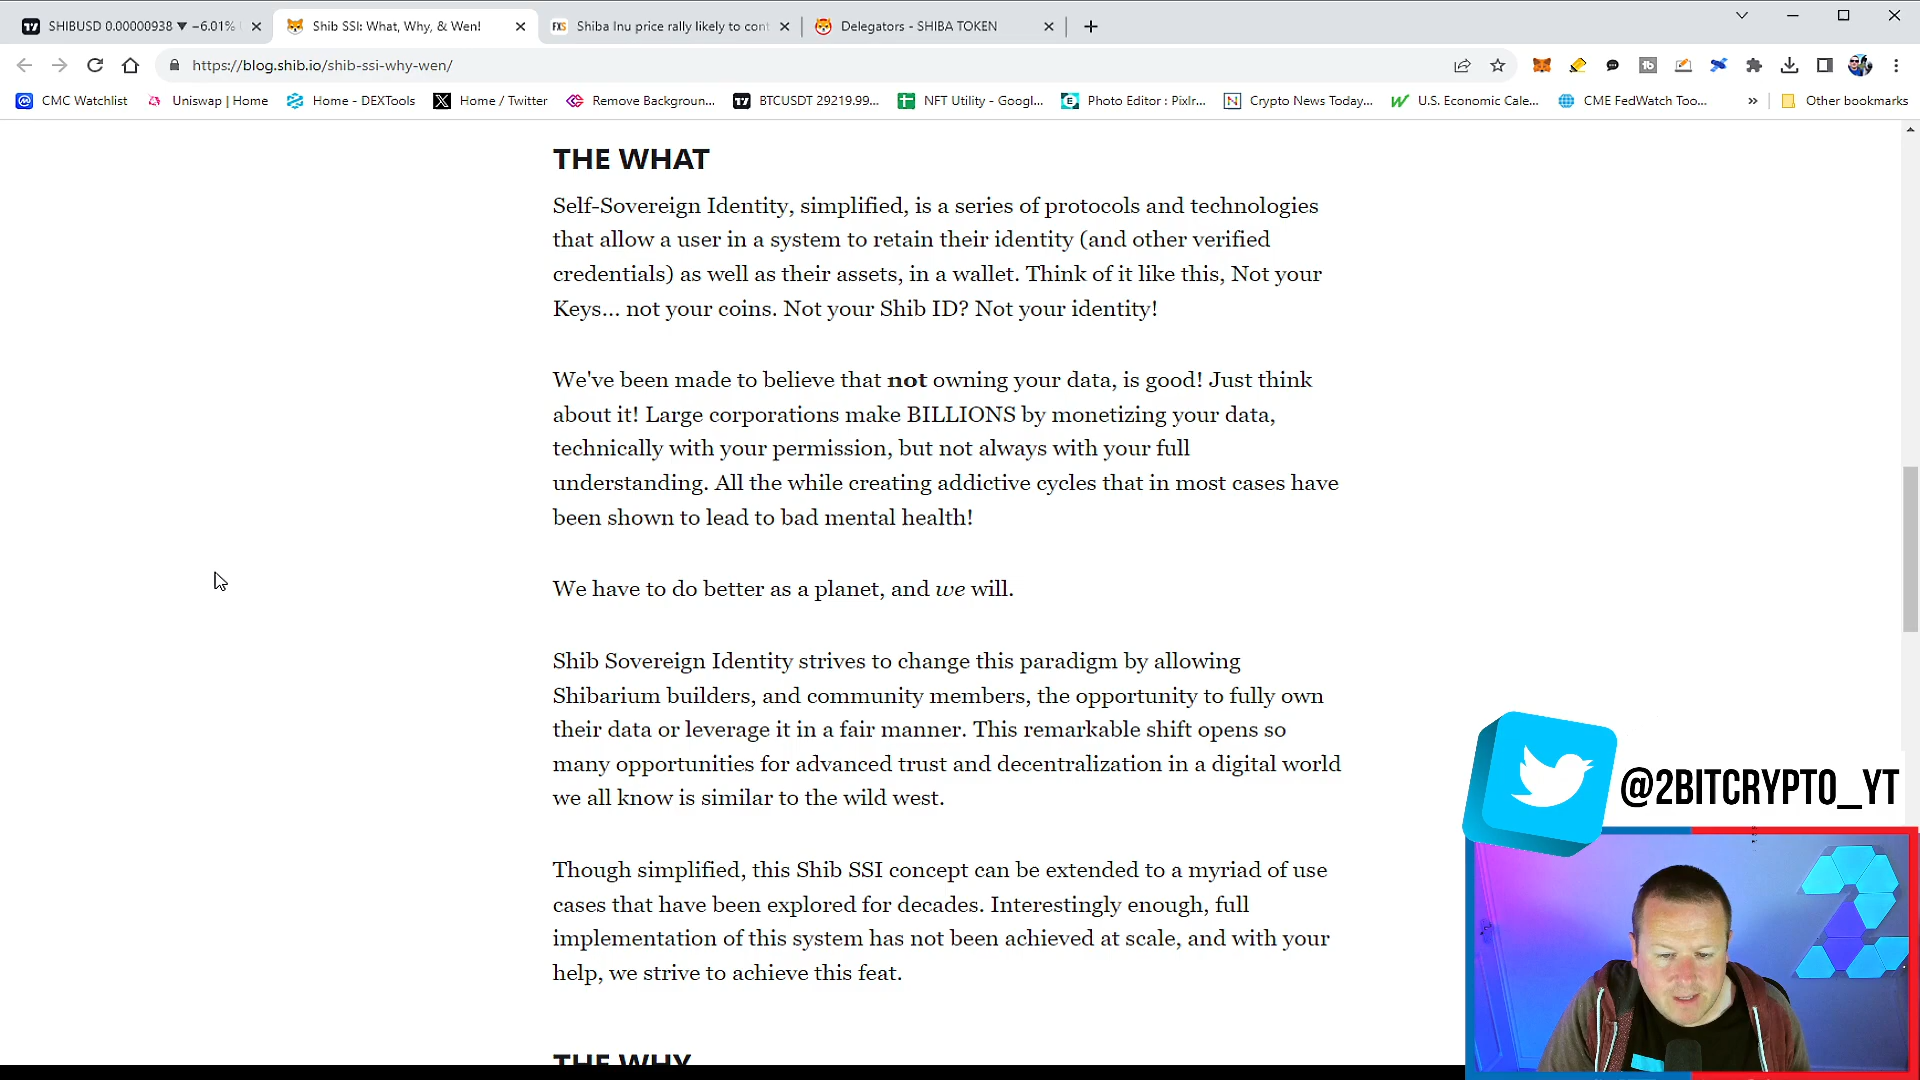 SHIBUSD 0.00000938 ▼ −6.01%
Shib SSI: What, Why, & Wen!
FXS Shiba Inu price rally likely to cont
Delegators - SHIBA TOKEN
https://blog.shib.io/shib-ssi-why-wen/
CMC Watchlist
Uniswap | Home
Home - DEXTools
Home / Twitter
Remove Backgroun...
BTCUSDT 29219.99...
NFT Utility - Googl...
Photo Editor : Pixlr...
Crypto News Today...
U.S. Economic Cale...
CME FedWatch Too...
»
Other bookmarks
THE WHAT
Self-Sovereign Identity, simplified, is a series of protocols and technologies
that allow a user in a system to retain their identity (and other verified
credentials) as well as their assets, in a wallet. Think of it like this, Not your
Keys... not your coins. Not your Shib ID? Not your identity!
We've been made to believe that not owning your data, is good! Just think
about it! Large corporations make BILLIONS by monetizing your data,
technically with your permission, but not always with your full
understanding. All the while creating addictive cycles that in most cases have
been shown to lead to bad mental health!
We have to do better as a planet, and we will.
Shib Sovereign Identity strives to change this paradigm by allowing
Shibarium builders, and community members, the opportunity to fully own
their data or leverage it in a fair manner. This remarkable shift opens so
many opportunities for advanced trust and decentralization in a digital world
we all know is similar to the wild west.
@2BITCRYPTO_YT
Though simplified, this Shib SSI concept can be extended to a myriad of use
cases that have been explored for decades. Interestingly enough, full
implementation of this system has not been achieved at scale, and with your
help, we strive to achieve this feat.
THE WHY